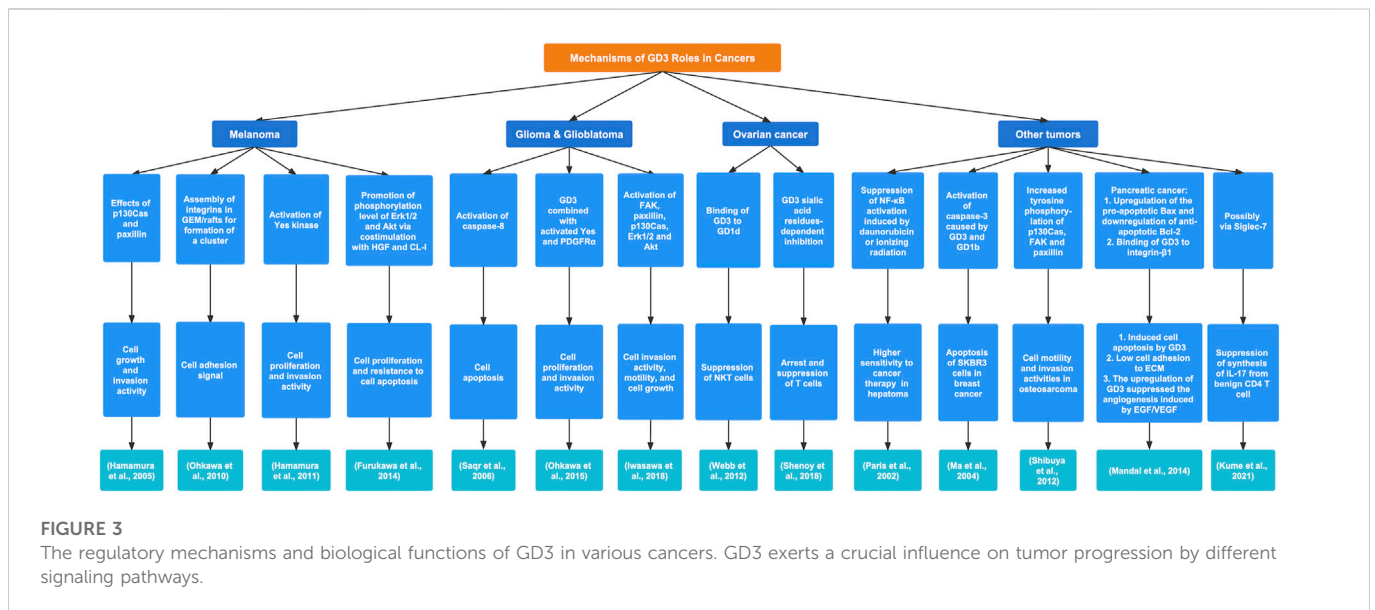 Mechanisms of GD3 Roles in Cancers
Melanoma
Glioma & Glioblatoma
Ovarian cancer
Other tumors
Effects of
p130Cas and
paxillin
Assembly of
integrins in
GEM/rafts for
formation of
a cluster
Activation of
Yes kinase
Promotion of
phosphorylation
level of Erk1/2
and Akt via
costimulation
with HGF and CL-I
Activation of
caspase-8
GD3
combined
with
activated Yes
and PDGFRα
Activation of
FAK,
paxillin,
p130Cas,
Erk1/2 and
Akt
Binding of
GD3 to
GD1d
GD3 sialic
acid
residues-
dependent
inhibition
Suppression
of NF-κB
activation
induced by
daunorubicin
or ionizing
radiation
Activation of
caspase-3
caused by
GD3 and
GD1b
Increased
tyrosine
phosphory-
lation of
p130Cas,
FAK and
paxillin
Pancreatic cancer:
1. Upregulation of the
pro-apoptotic Bax and
downregulation of anti-
apoptotic Bcl-2
2. Binding of GD3 to
integrin-β1
Possibly
via Siglec-7
Cell
growth and
invasion
activity
Cell adhesion
signal
Cell
proliferation
and invasion
activity
Cell proliferation
and resistance to
cell apoptosis
Cell
apoptosis
Cell
proliferation
and invasion
activity
Cell invasion
activity,
motility, and
cell growth
Suppression
of NKT cells
Arrest and
suppression
of T cells
Higher
sensitivity to
cancer
therapy in
hepatoma
Apoptosis
of SKBR3
cells in
breast
cancer
Cell motility
and invasion
activities in
osteosarcoma
1. Induced cell
apoptosis by GD3
2. Low cell adhesion
to ECM
3. The upregulation of
GD3 suppressed the
angiogenesis induced
by EGF/VEGF
Suppression
of synthesis
of IL-17 from
benign CD4 T
cell
(Hamamura
et al., 2005)
(Ohkawa et
al., 2010)
(Hamamura
et al., 2011)
(Furukawa et al.,
2014)
(Saqr et al.,
2006)
(Ohkawa et
al., 2015)
(Iwasawa et
al., 2018)
(Webb et al.,
2012)
(Shenoy et
al., 2018)
(Paris et al.,
2002)
(Ma et al.,
2004)
(Shibuya
et al.,
2012)
(Mandal et al., 2014)
(Kume et al.,
2021)
FIGURE 3
The regulatory mechanisms and biological functions of GD3 in various cancers. GD3 exerts a crucial influence on tumor progression by different
signaling pathways.